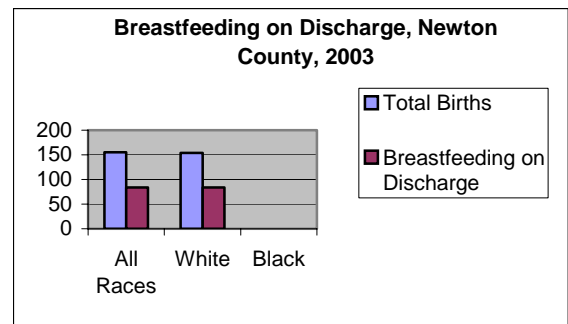 Breastfeeding on Discharge, Newton
County, 2003
Total Births
Breastfeeding on
Discharge
200
150
100
50
0
All
Races
White
Black